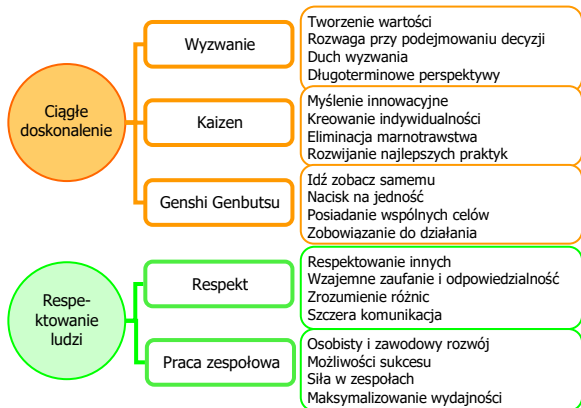 Ciągłe
doskonalenie
Wyzwanie
Tworzenie wartości
Rozwaga przy podejmowaniu decyzji
Duch wyzwania
Długoterminowe perspektywy
Kaizen
Myślenie innowacyjne
Kreowanie indywidualności
Eliminacja marnotrawstwa
Rozwijanie najlepszych praktyk
Genshi Genbutsu
Idź zobacz samemu
Nacisk na jedność
Posiadanie wspólnych celów
Zobowiązanie do działania
Respe-
ktowanie
ludzi
Respekt
Respektowanie innych
Wzajemne zaufanie i odpowiedzialność
Zrozumienie różnic
Szczera komunikacja
Praca zespołowa
Osobisty i zawodowy rozwój
Możliwości sukcesu
Siła w zespołach
Maksymalizowanie wydajności